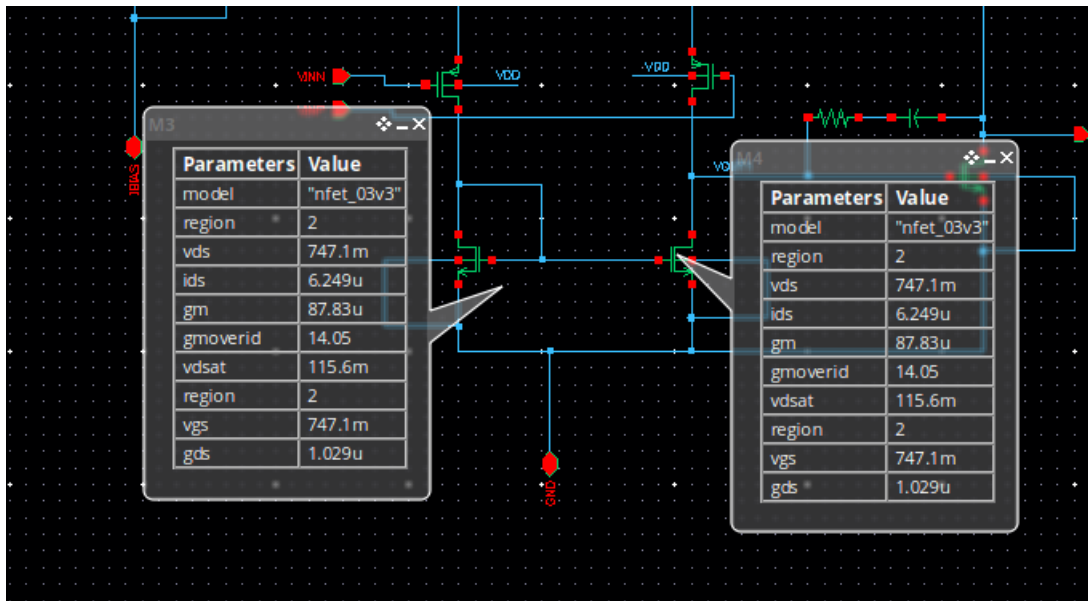 VINN
VDD
VDD
IBIAS
M3
Parameters Value
model "nfet_03v3"
region 2
vds 747.1m
ids 6.249u
gm 87.83u
gmoverid 14.05
vdsat 115.6m
region 2
vgs 747.1m
gds 1.029u
M4
Parameters Value
model "nfet_03v3"
region 2
vds 747.1m
ids 6.249u
gm 87.83u
gmoverid 14.05
vdsat 115.6m
region 2
vgs 747.1m
gds 1.029u
GND